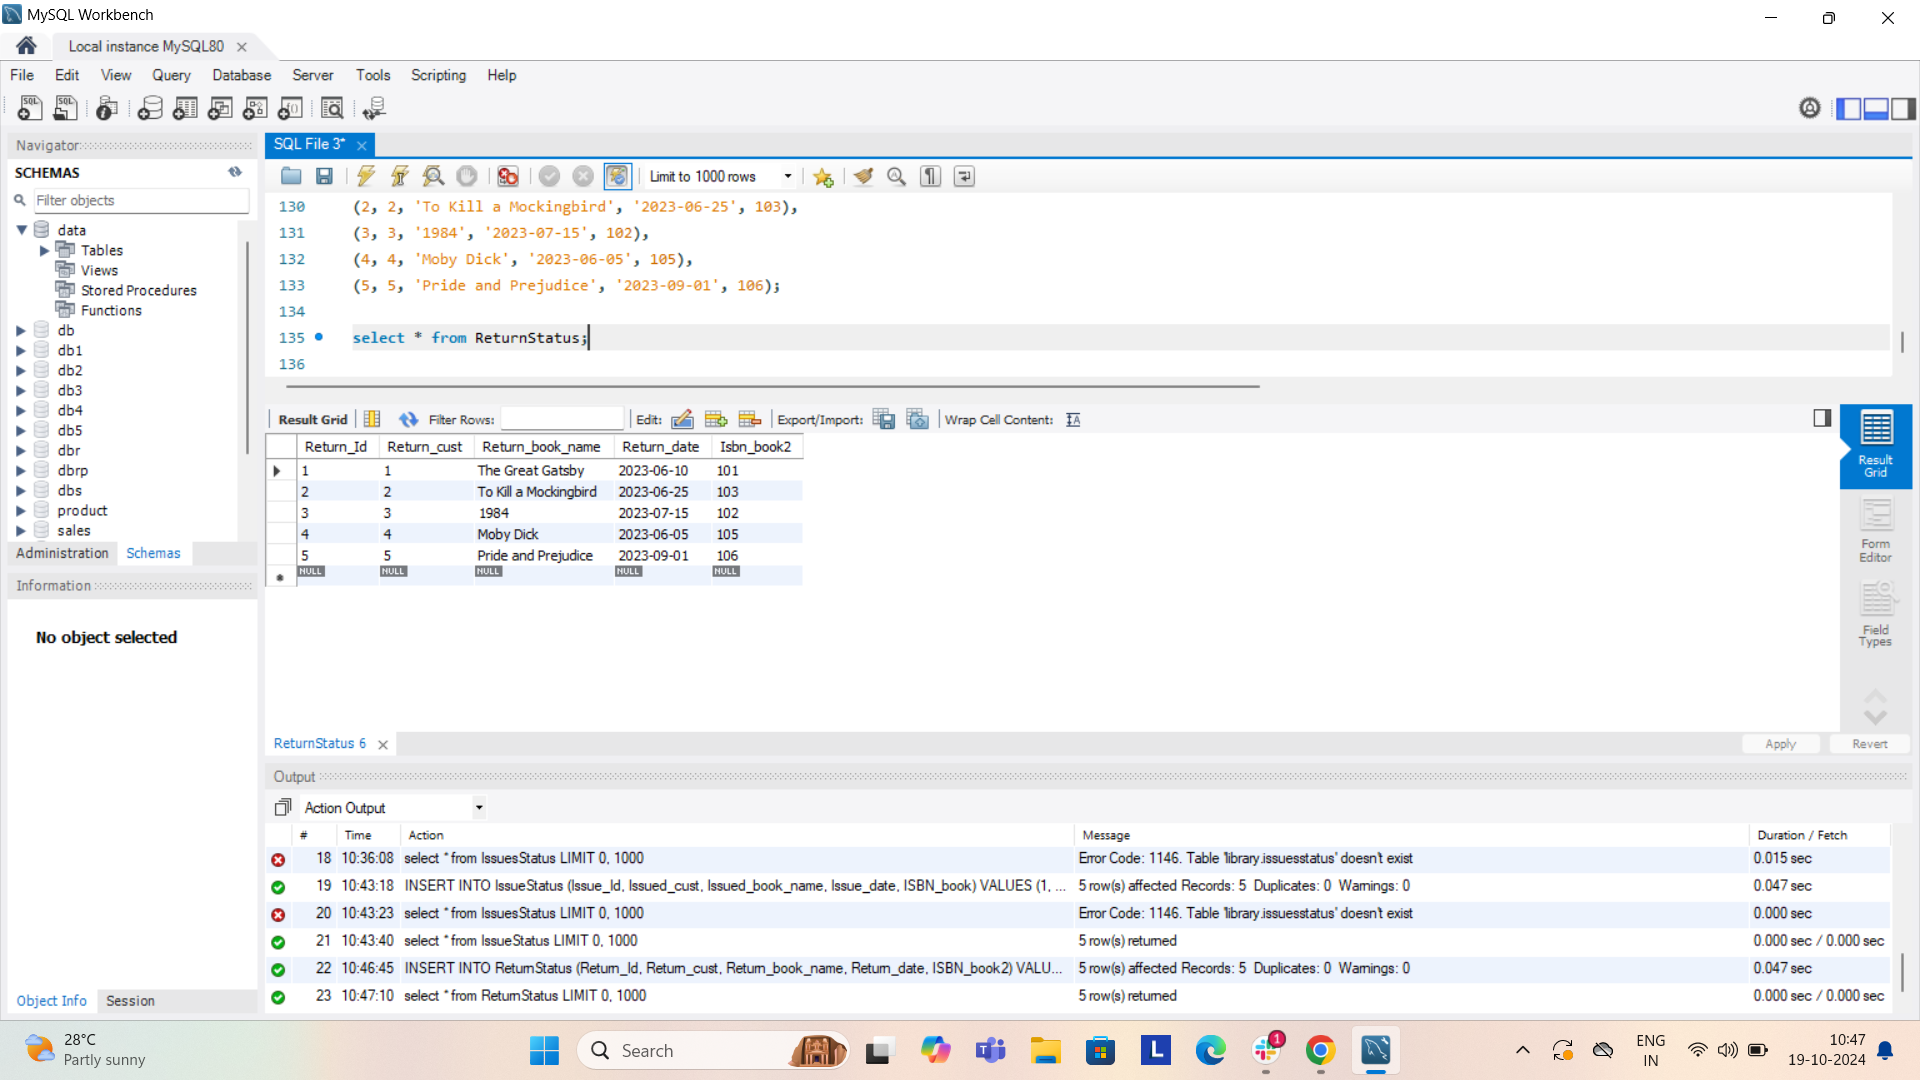 MySQL Workbench
Local instance MySQL80
File Edit View Query Database Server Tools Scripting Help
Navigator
SQL File 3*
SCHEMAS
Limit to 1000 rows
Filter objects
data
Tables
Views
Stored Procedures
Functions
db
db1
db2
db3
db4
db5
dbr
dbrp
dbs
product
sales
Administration Schemas
Information
No object selected
Object Info Session
130 (2, 2, 'To Kill a Mockingbird', '2023-06-25', 103),
131 (3, 3, '1984', '2023-07-15', 102),
132 (4, 4, 'Moby Dick', '2023-06-05', 105),
133 (5, 5, 'Pride and Prejudice', '2023-09-01', 106);
134
135 select * from ReturnStatus;
136
Result Grid Filter Rows: Edit: Export/Import: Wrap Cell Content:
Return_Id Return_cust Return_book_name Return_date Isbn_book2
1 1 The Great Gatsby 2023-06-10 101
2 2 To Kill a Mockingbird 2023-06-25 103
3 3 1984 2023-07-15 102
4 4 Moby Dick 2023-06-05 105
5 5 Pride and Prejudice 2023-09-01 106
NULL NULL NULL NULL NULL
Result
Grid
Form
Editor
Field
Types
ReturnStatus 6
Apply Revert
Output
Action Output
# Time Action Message Duration / Fetch
18 10:36:08 select * from IssuesStatus LIMIT 0, 1000 Error Code: 1146. Table 'library.issuesstatus' doesn't exist 0.015 sec
19 10:43:18 INSERT INTO IssueStatus (Issue_Id, Issued_cust, Issued_book_name, Issue_date, ISBN_book) VALUES (1, ... 5 row(s) affected Records: 5 Duplicates: 0 Warnings: 0 0.047 sec
20 10:43:23 select * from IssuesStatus LIMIT 0, 1000 Error Code: 1146. Table 'library.issuesstatus' doesn't exist 0.000 sec
21 10:43:40 select * from IssueStatus LIMIT 0, 1000 5 row(s) returned 0.000 sec / 0.000 sec
22 10:46:45 INSERT INTO ReturnStatus (Return_Id, Return_cust, Return_book_name, Return_date, ISBN_book2) VALU... 5 row(s) affected Records: 5 Duplicates: 0 Warnings: 0 0.047 sec
23 10:47:10 select * from ReturnStatus LIMIT 0, 1000 5 row(s) returned 0.000 sec / 0.000 sec
28°C
Partly sunny
Search
L
1
ENG
IN
10:47
19-10-2024